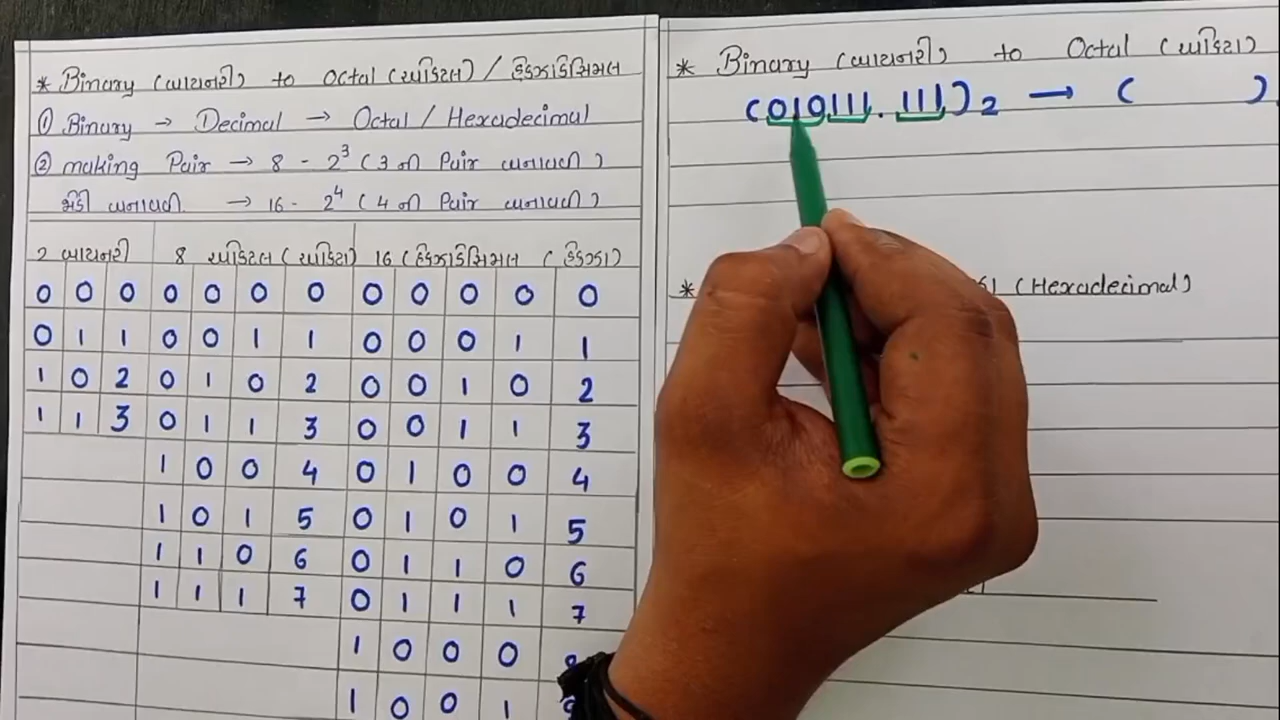 * Binary (બાયનરી) to Octal (ઓક્ટિલ) / હેક્ઝાડેસિમલ
① Binary → Decimal → Octal / Hexadecimal
② making Pair → 8 - 2³ (3 ની Pair બનાવવી)
બનાવવી → 16 - 2⁴ (4 ની Pair બનાવવી)
2 બાયનરી 8 16
0 0 0 0 0 0 0 0 0 0 0 0
0 1 1 0 0 1 1 0 0 0 1 1
1 0 2 0 1 0 2 0 0 1 0 2
1 1 3 0 1 1 3 0 0 1 1 3
1 0 0 4 0 1 0 0 4
1 0 1 5 0 1 0 1 5
1 1 0 6 0 1 1 0 6
1 1 1 7 0 1 1 1 7
1 0 0 0
1 0 0 1
* Binary (બાયનરી) to Octal
(010111.111)₂ → ( )
* (Hexadecimal)